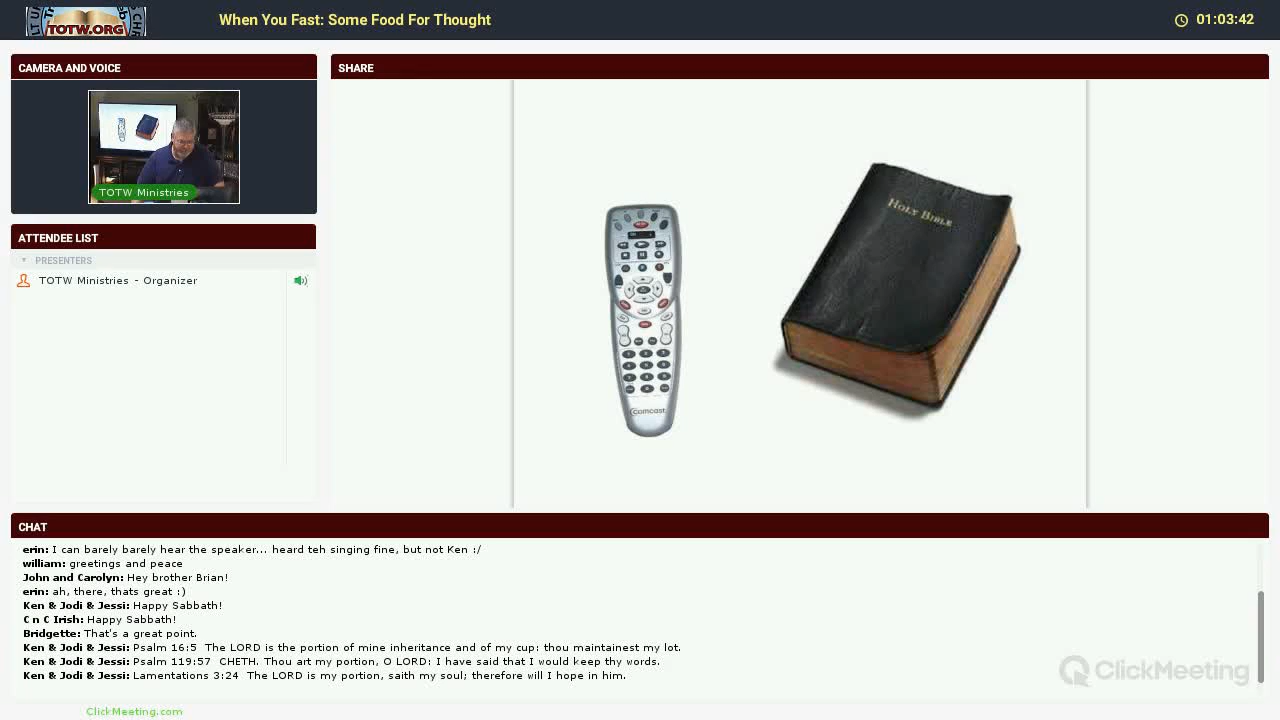 TOTW.ORG
When You Fast: Some Food For Thought
01:03:42
CAMERA AND VOICE
SHARE
TOTW Ministries
HOLY BIBLE
ATTENDEE LIST
PRESENTERS
TOTW Ministries - Organizer
comcast
CHAT
erin: I can barely barely hear the speaker... heard teh singing fine, but not Ken :/
william: greetings and peace
John and Carolyn: Hey brother Brian!
erin: ah, there, thats great :)
Ken & Jodi & Jessi: Happy Sabbath!
C n C Irish: Happy Sabbath!
Bridgette: That's a great point.
Ken & Jodi & Jessi: Psalm 16:5 The LORD is the portion of mine inheritance and of my cup: thou maintainest my lot.
Ken & Jodi & Jessi: Psalm 119:57 CHETH. Thou art my portion, O LORD: I have said that I would keep thy words.
Ken & Jodi & Jessi: Lamentations 3:24 The LORD is my portion, saith my soul; therefore will I hope in him.
ClickMeeting
ClickMeeting.com